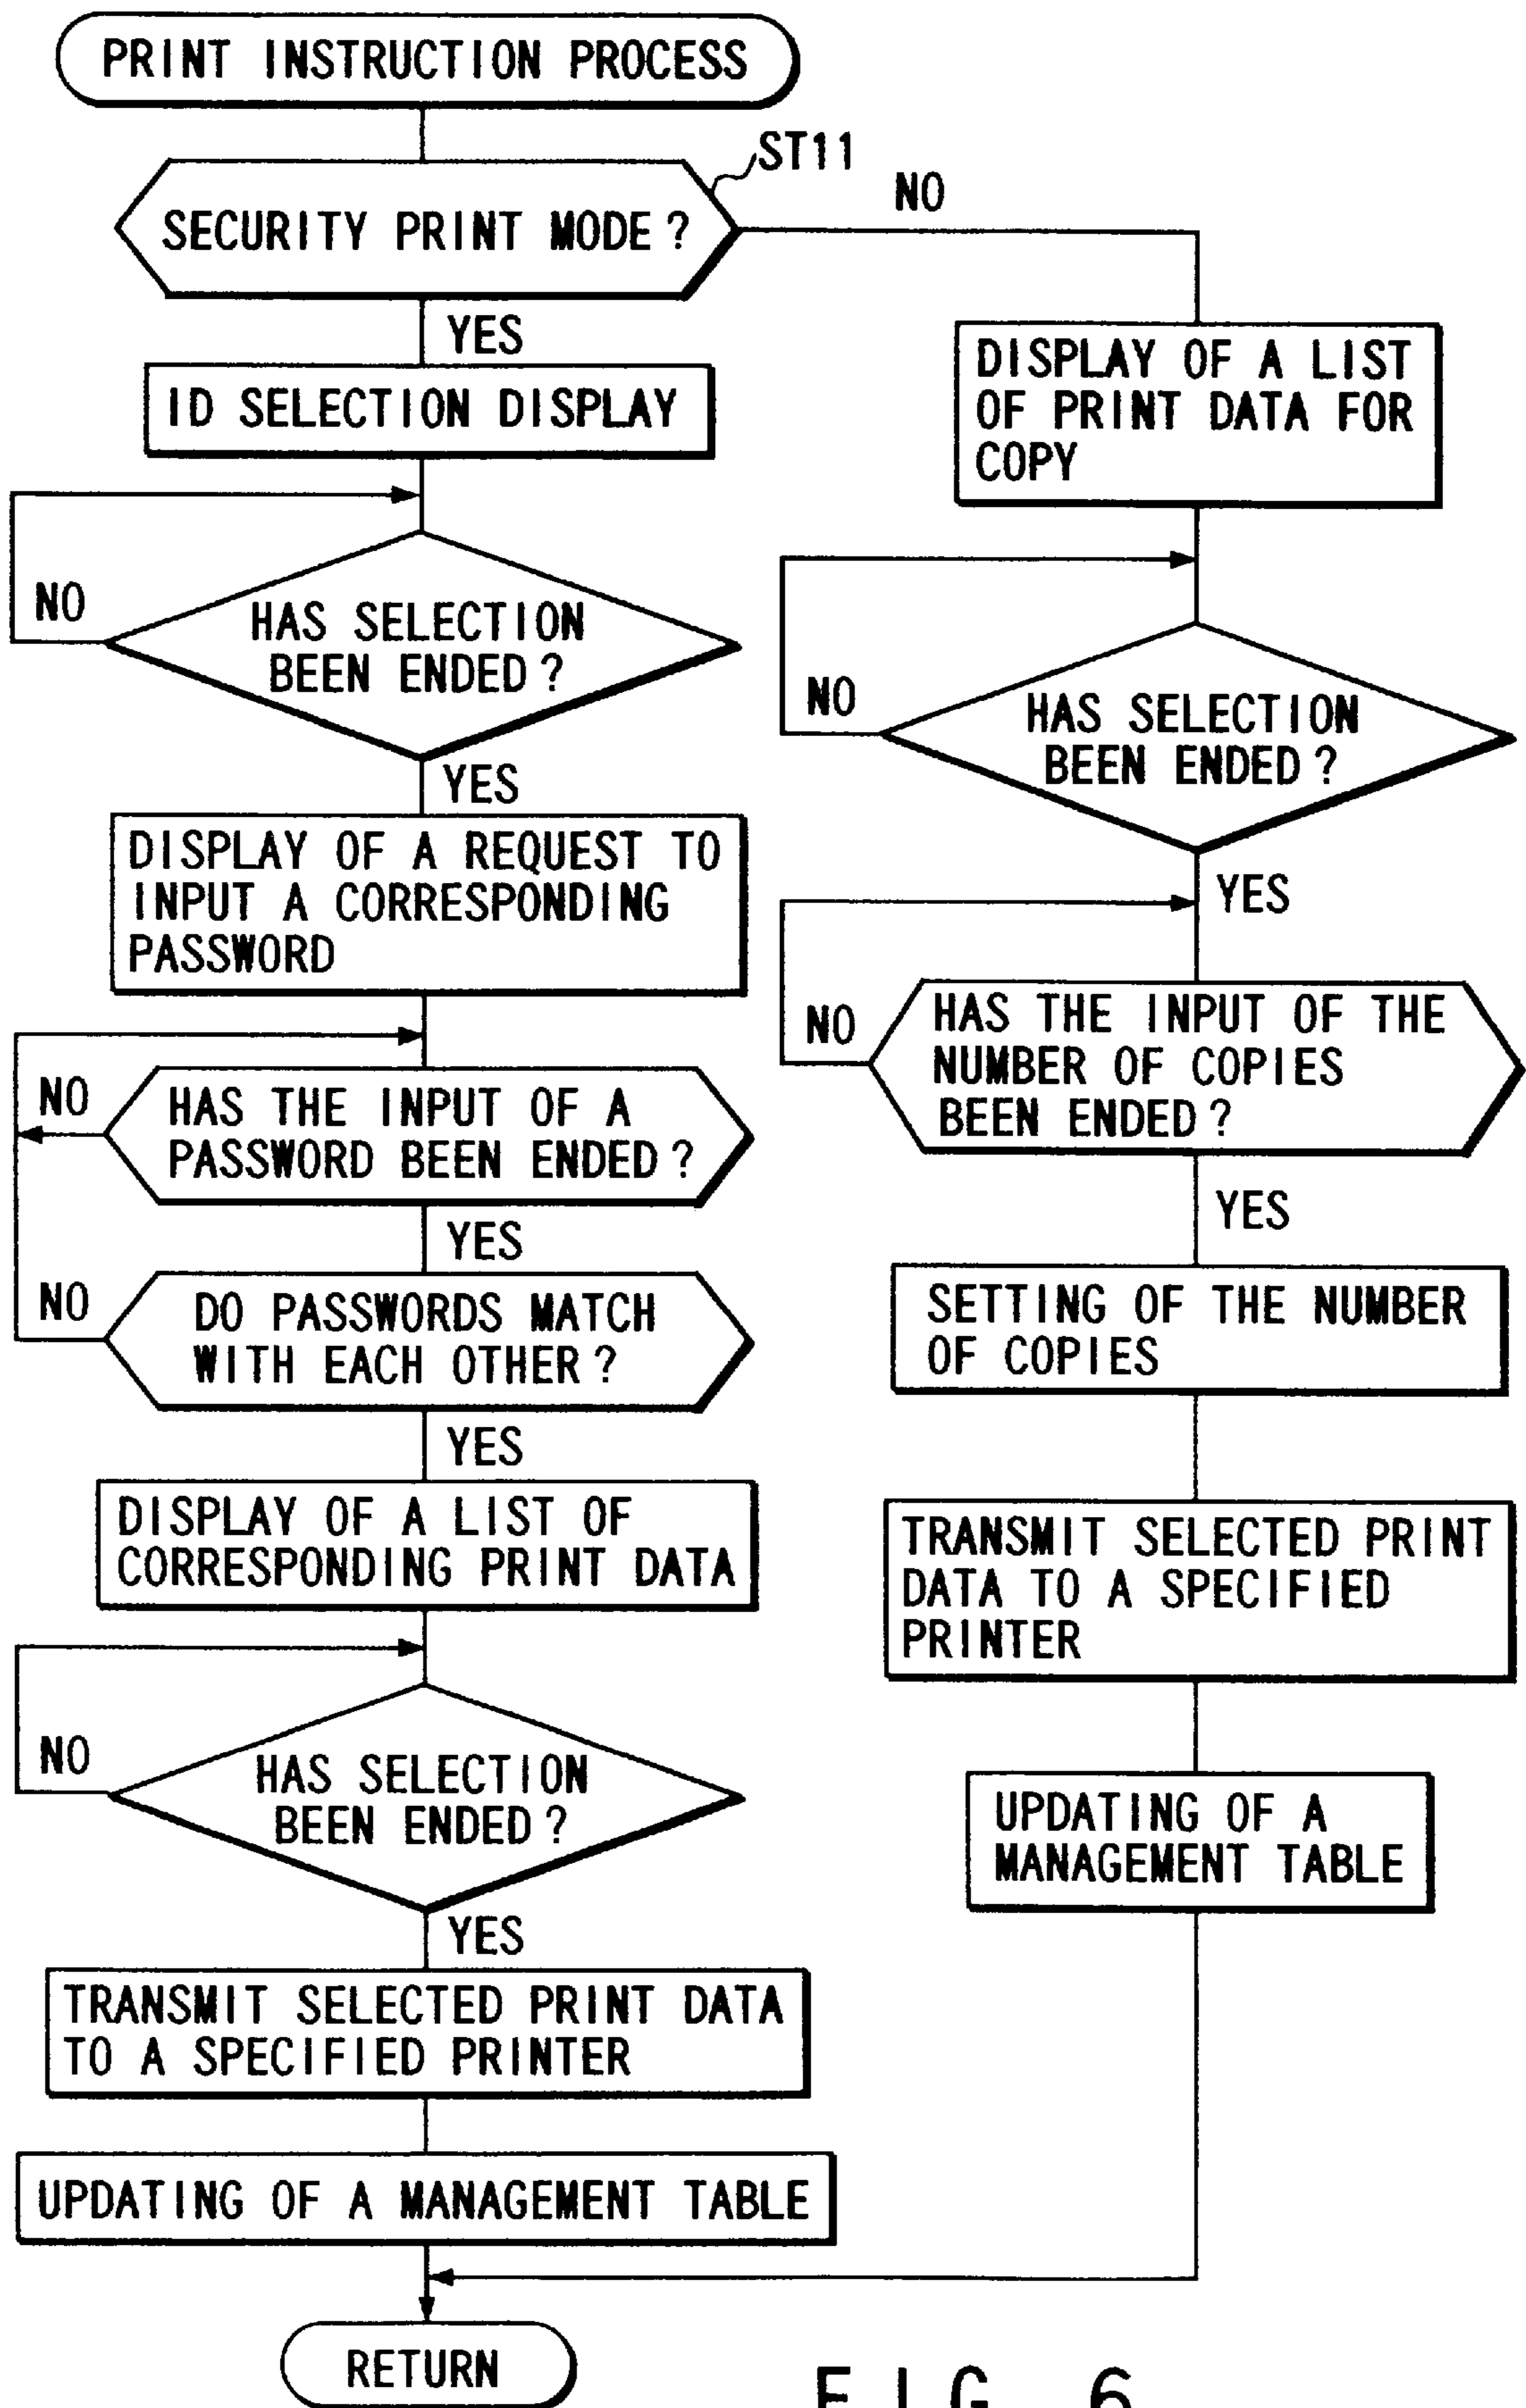 PRINT INSTRUCTION PROCESS
ST11
SECURITY PRINT MODE?
NO
YES
ID SELECTION DISPLAY
NO
HAS SELECTION
BEEN ENDED?
YES
DISPLAY OF A REQUEST TO
INPUT A CORRESPONDING
PASSWORD
NO
HAS THE INPUT OF A
PASSWORD BEEN ENDED?
YES
NO
DO PASSWORDS MATCH
WITH EACH OTHER?
YES
DISPLAY OF A LIST OF
CORRESPONDING PRINT DATA
NO
HAS SELECTION
BEEN ENDED?
YES
TRANSMIT SELECTED PRINT DATA
TO A SPECIFIED PRINTER
UPDATING OF A MANAGEMENT TABLE
DISPLAY OF A LIST
OF PRINT DATA FOR
COPY
NO
HAS SELECTION
BEEN ENDED?
YES
NO
HAS THE INPUT OF THE
NUMBER OF COPIES
BEEN ENDED?
YES
SETTING OF THE NUMBER
OF COPIES
TRANSMIT SELECTED PRINT
DATA TO A SPECIFIED
PRINTER
UPDATING OF A
MANAGEMENT TABLE
RETURN
FIG. 6